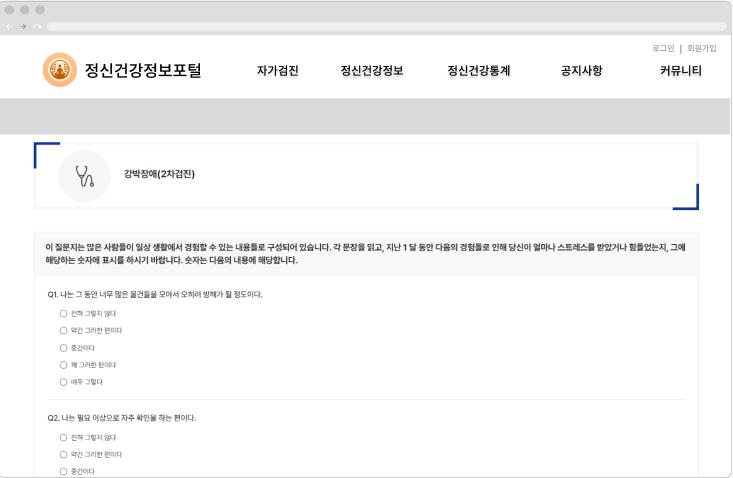 로그인 | 회원가입
정신건강정보포털
자가검진 정신건강정보 정신건강통계 공지사항 커뮤니티
강박장애(2차검진)
이 질문지는 많은 사람들이 일상 생활에서 경험할 수 있는 내용들로 구성되어 있습니다. 각 문장을 읽고, 지난 1 달 동안 다음의 경험들로 인해 당신이 얼마나 스트레스를 받았거나 힘들었는지, 그에
해당하는 숫자에 표시를 하시기 바랍니다. 숫자는 다음의 내용에 해당합니다.
Q1. 나는 그 동안 너무 많은 물건들을 모아서 오히려 방해가 될 정도이다.
전혀 그렇지 않다
약간 그러한 편이다
중간이다
꽤 그러한 편이다
매우 그렇다
Q2. 나는 필요 이상으로 자주 확인을 하는 편이다.
전혀 그렇지 않다
약간 그러한 편이다
중간이다